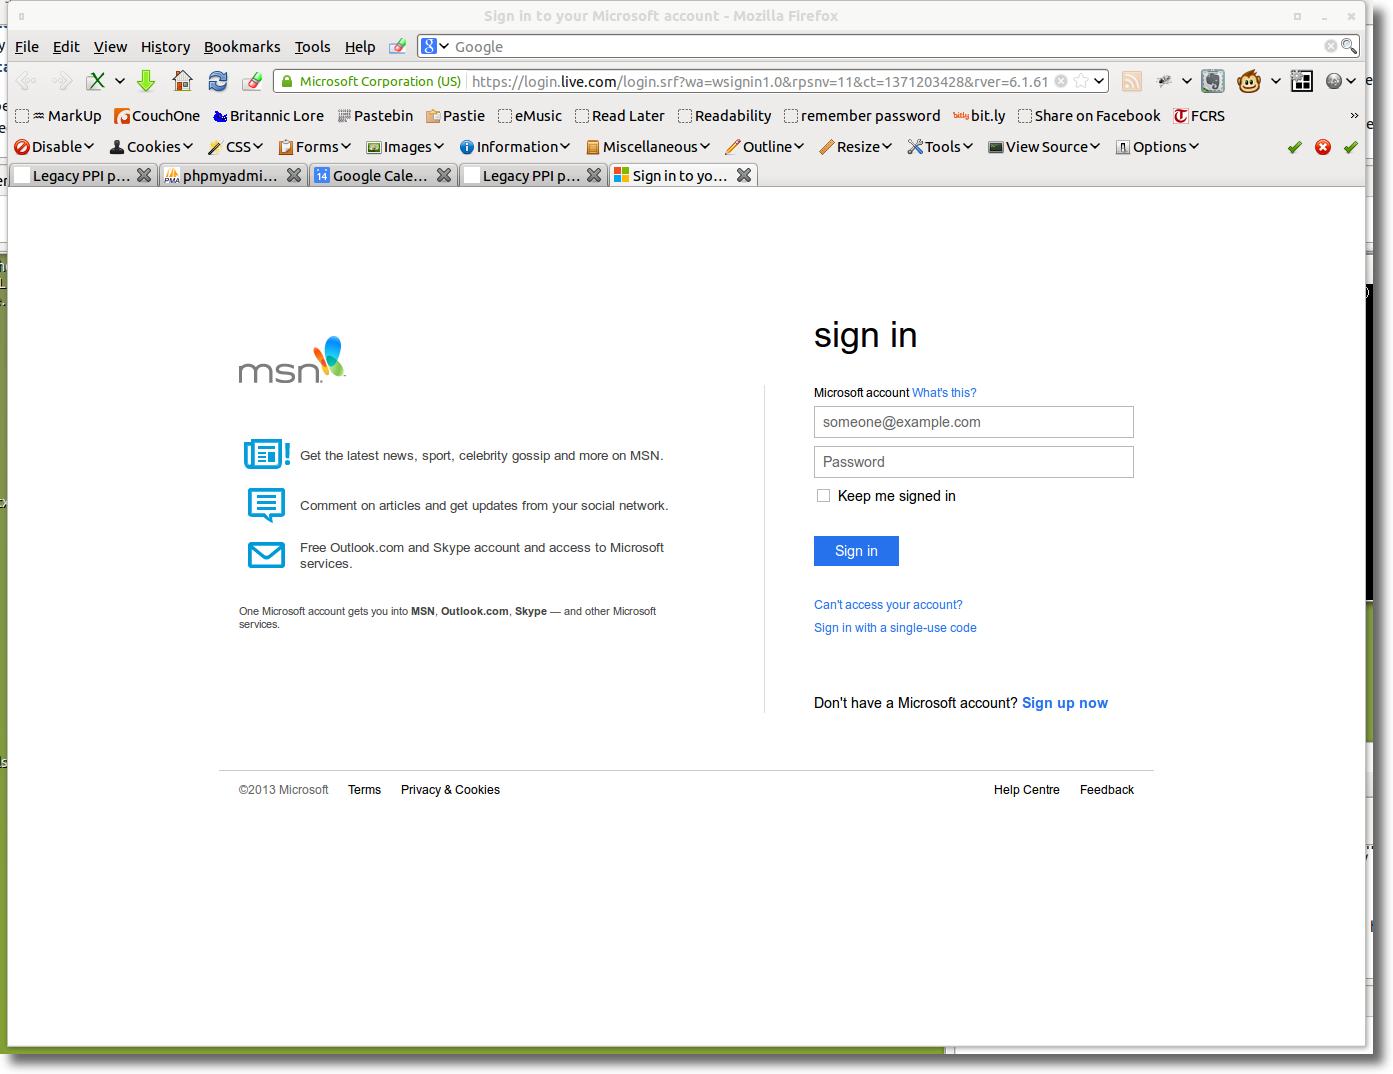 Sign in to your Microsoft account - Mozilla Firefox
File Edit View History Bookmarks Tools Help Google
Microsoft Corporation (US) https://login.live.com/login.srf?wa=wsignin1.0&rpsnv=11&ct=1371203428&rver=6.1.61
MarkUp CouchOne Britannic Lore Pastebin Pastie eMusic Read Later Readability remember password bitly bit.ly Share on Facebook FCRS
Disable Cookies CSS Forms Images Information Miscellaneous Outline Resize Tools View Source Options
Legacy PPI p... PMA phpmyadmi... 14 Google Cale... Legacy PPI p... Sign in to yo...
sign in
msn
Microsoft account What's this?
someone@example.com
Password
Keep me signed in
Sign in
Can't access your account?
Sign in with a single-use code
Don't have a Microsoft account? Sign up now
Get the latest news, sport, celebrity gossip and more on MSN.
Comment on articles and get updates from your social network.
Free Outlook.com and Skype account and access to Microsoft
services.
One Microsoft account gets you into MSN, Outlook.com, Skype — and other Microsoft
services.
©2013 Microsoft Terms Privacy & Cookies Help Centre Feedback